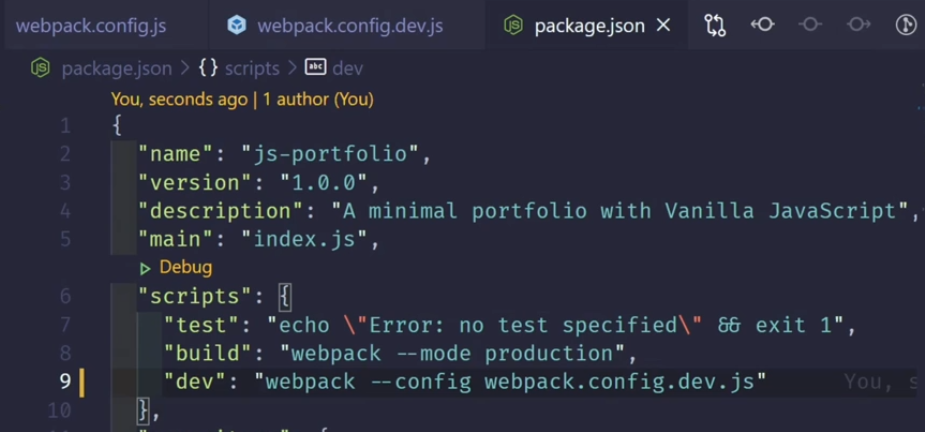 webpack.config.js webpack.config.dev.js package.json
package.json > {} scripts > abc dev
You, seconds ago | 1 author (You)
1 {
2 "name": "js-portfolio",
3 "version": "1.0.0",
4 "description": "A minimal portfolio with Vanilla JavaScript",
5 "main": "index.js",
Debug
6 "scripts": {
7 "test": "echo \"Error: no test specified\" && exit 1",
8 "build": "webpack --mode production",
9 "dev": "webpack --config webpack.config.dev.js" You, s
10 },